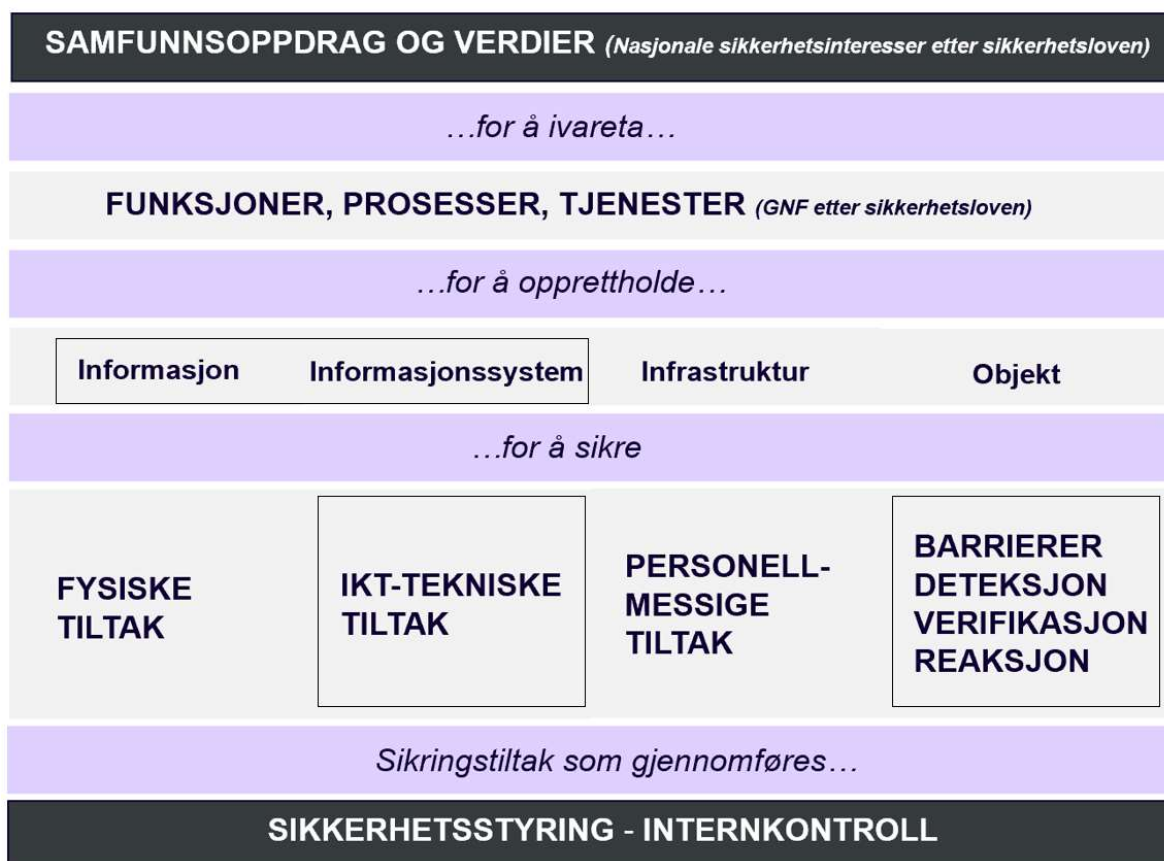 SAMFUNNSOPPDRAG OG VERDIER (Nasjonale sikkerhetsinteresser etter sikkerhetsloven)
…for å ivareta…
FUNKSJONER, PROSESSER, TJENESTER (GNF etter sikkerhetsloven)
…for å opprettholde…
Informasjon Informasjonssystem Infrastruktur Objekt
…for å sikre
FYSISKE
TILTAK
IKT-TEKNISKE
TILTAK
PERSONELL-
MESSIGE
TILTAK
BARRIERER
DETEKSJON
VERIFIKASJON
REAKSJON
Sikringstiltak som gjennomføres…
SIKKERHETSSTYRING - INTERNKONTROLL